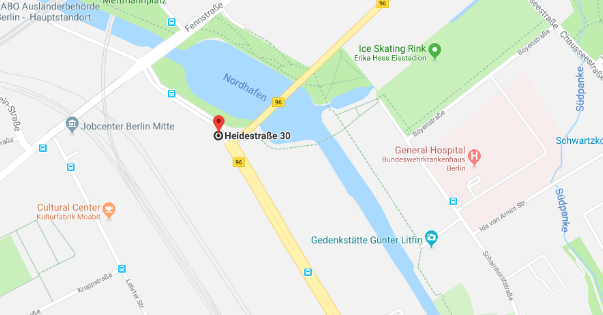 Mettmannplatz
ABO Ausländerbehörde
Berlin - Hauptstandort.
Fennstraße
96
Ice Skating Rink
Erika Hess Eisstadion
Boyenstraße
Chausseestraße
Südpanke
Nordhafen
96
Jobcenter Berlin Mitte
Heidestraße 30
Boyenstraße
Schwartzko
General Hospital
Bundeswehrkrankenhaus
Berlin
96
Südpanke
Cultural Center
Kulturfabrik Moabit
Ida von Arnim Str
Gedenkstätte Günter Litfin
Scharnhorststraße
Kruppstraße
Lehrter Str.